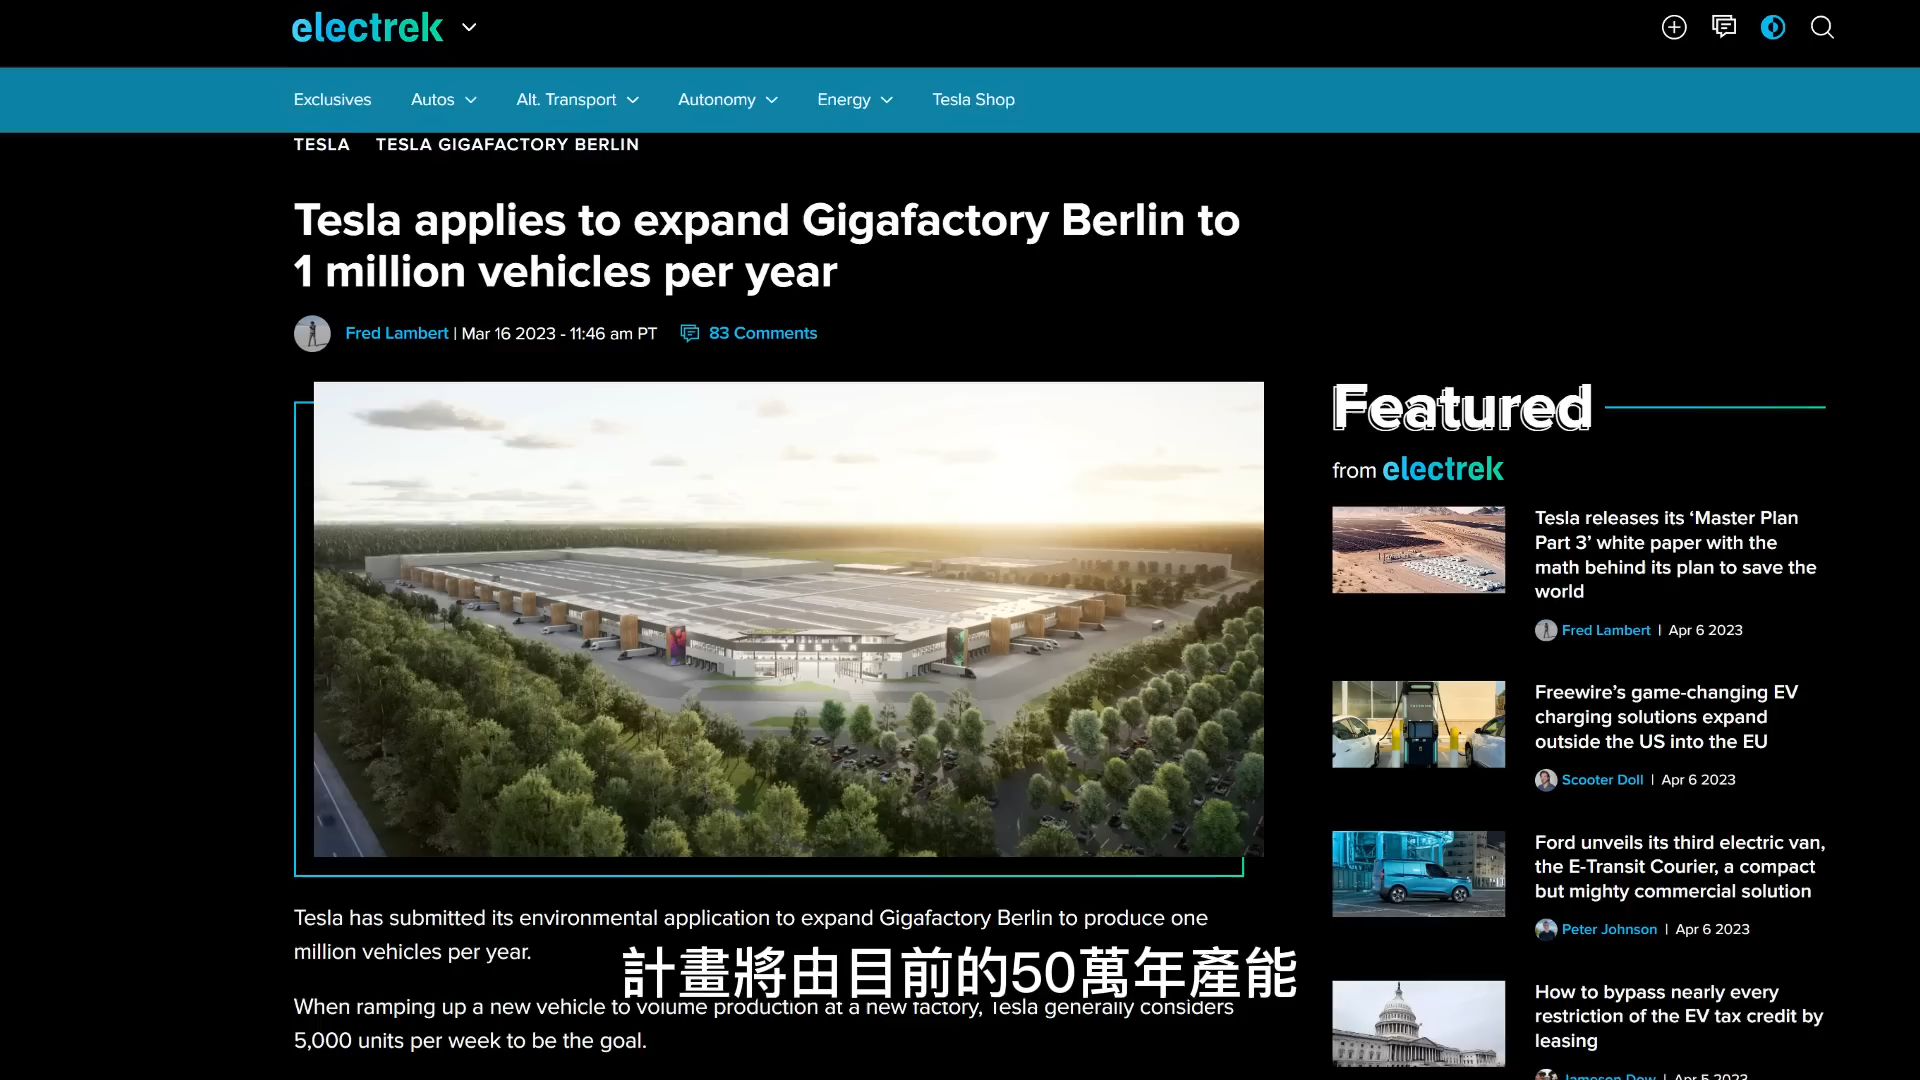 electrek
Exclusives Autos Alt. Transport Autonomy Energy Tesla Shop
TESLA TESLA GIGAFACTORY BERLIN
Tesla applies to expand Gigafactory Berlin to
1 million vehicles per year
Fred Lambert | Mar 16 2023 - 11:46 am PT 83 Comments
TESLA
Tesla has submitted its environmental application to expand Gigafactory Berlin to produce one
million vehicles per year.
計畫將由目前的50萬年產能
When ramping up a new vehicle to volume production at a new factory, Tesla generally considers
5,000 units per week to be the goal.
Featured
from electrek
Tesla releases its ‘Master Plan
Part 3’ white paper with the
math behind its plan to save the
world
Fred Lambert | Apr 6 2023
Freewire’s game-changing EV
charging solutions expand
outside the US into the EU
Scooter Doll | Apr 6 2023
Ford unveils its third electric van,
the E-Transit Courier, a compact
but mighty commercial solution
Peter Johnson | Apr 6 2023
How to bypass nearly every
restriction of the EV tax credit by
leasing
Jameson Dow | Apr 5 2023